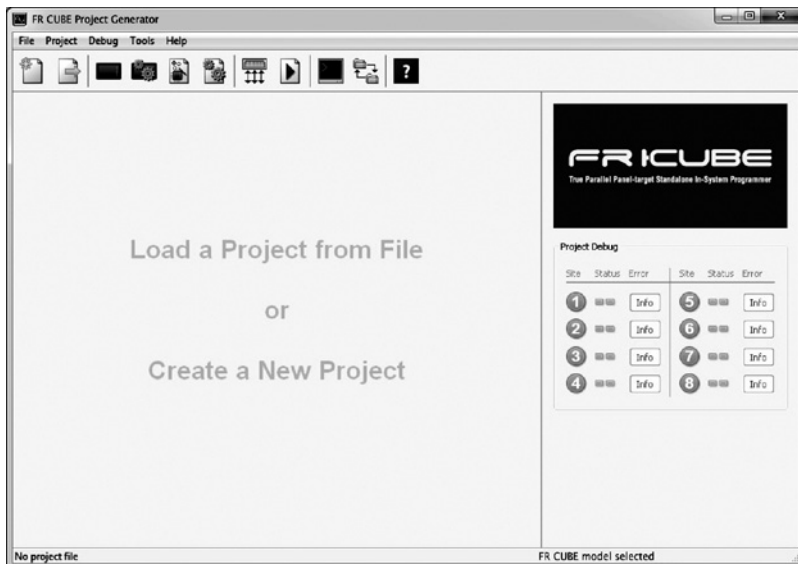 FR CUBE Project Generator
File Project Debug Tools Help
?
FR CUBE
True Parallel Panel-target Standalone In-System Programmer
Load a Project from File
or
Create a New Project
Project Debug
Site Status Error Site Status Error
1 Info 5 Info
2 Info 6 Info
3 Info 7 Info
4 Info 8 Info
No project file FR CUBE model selected